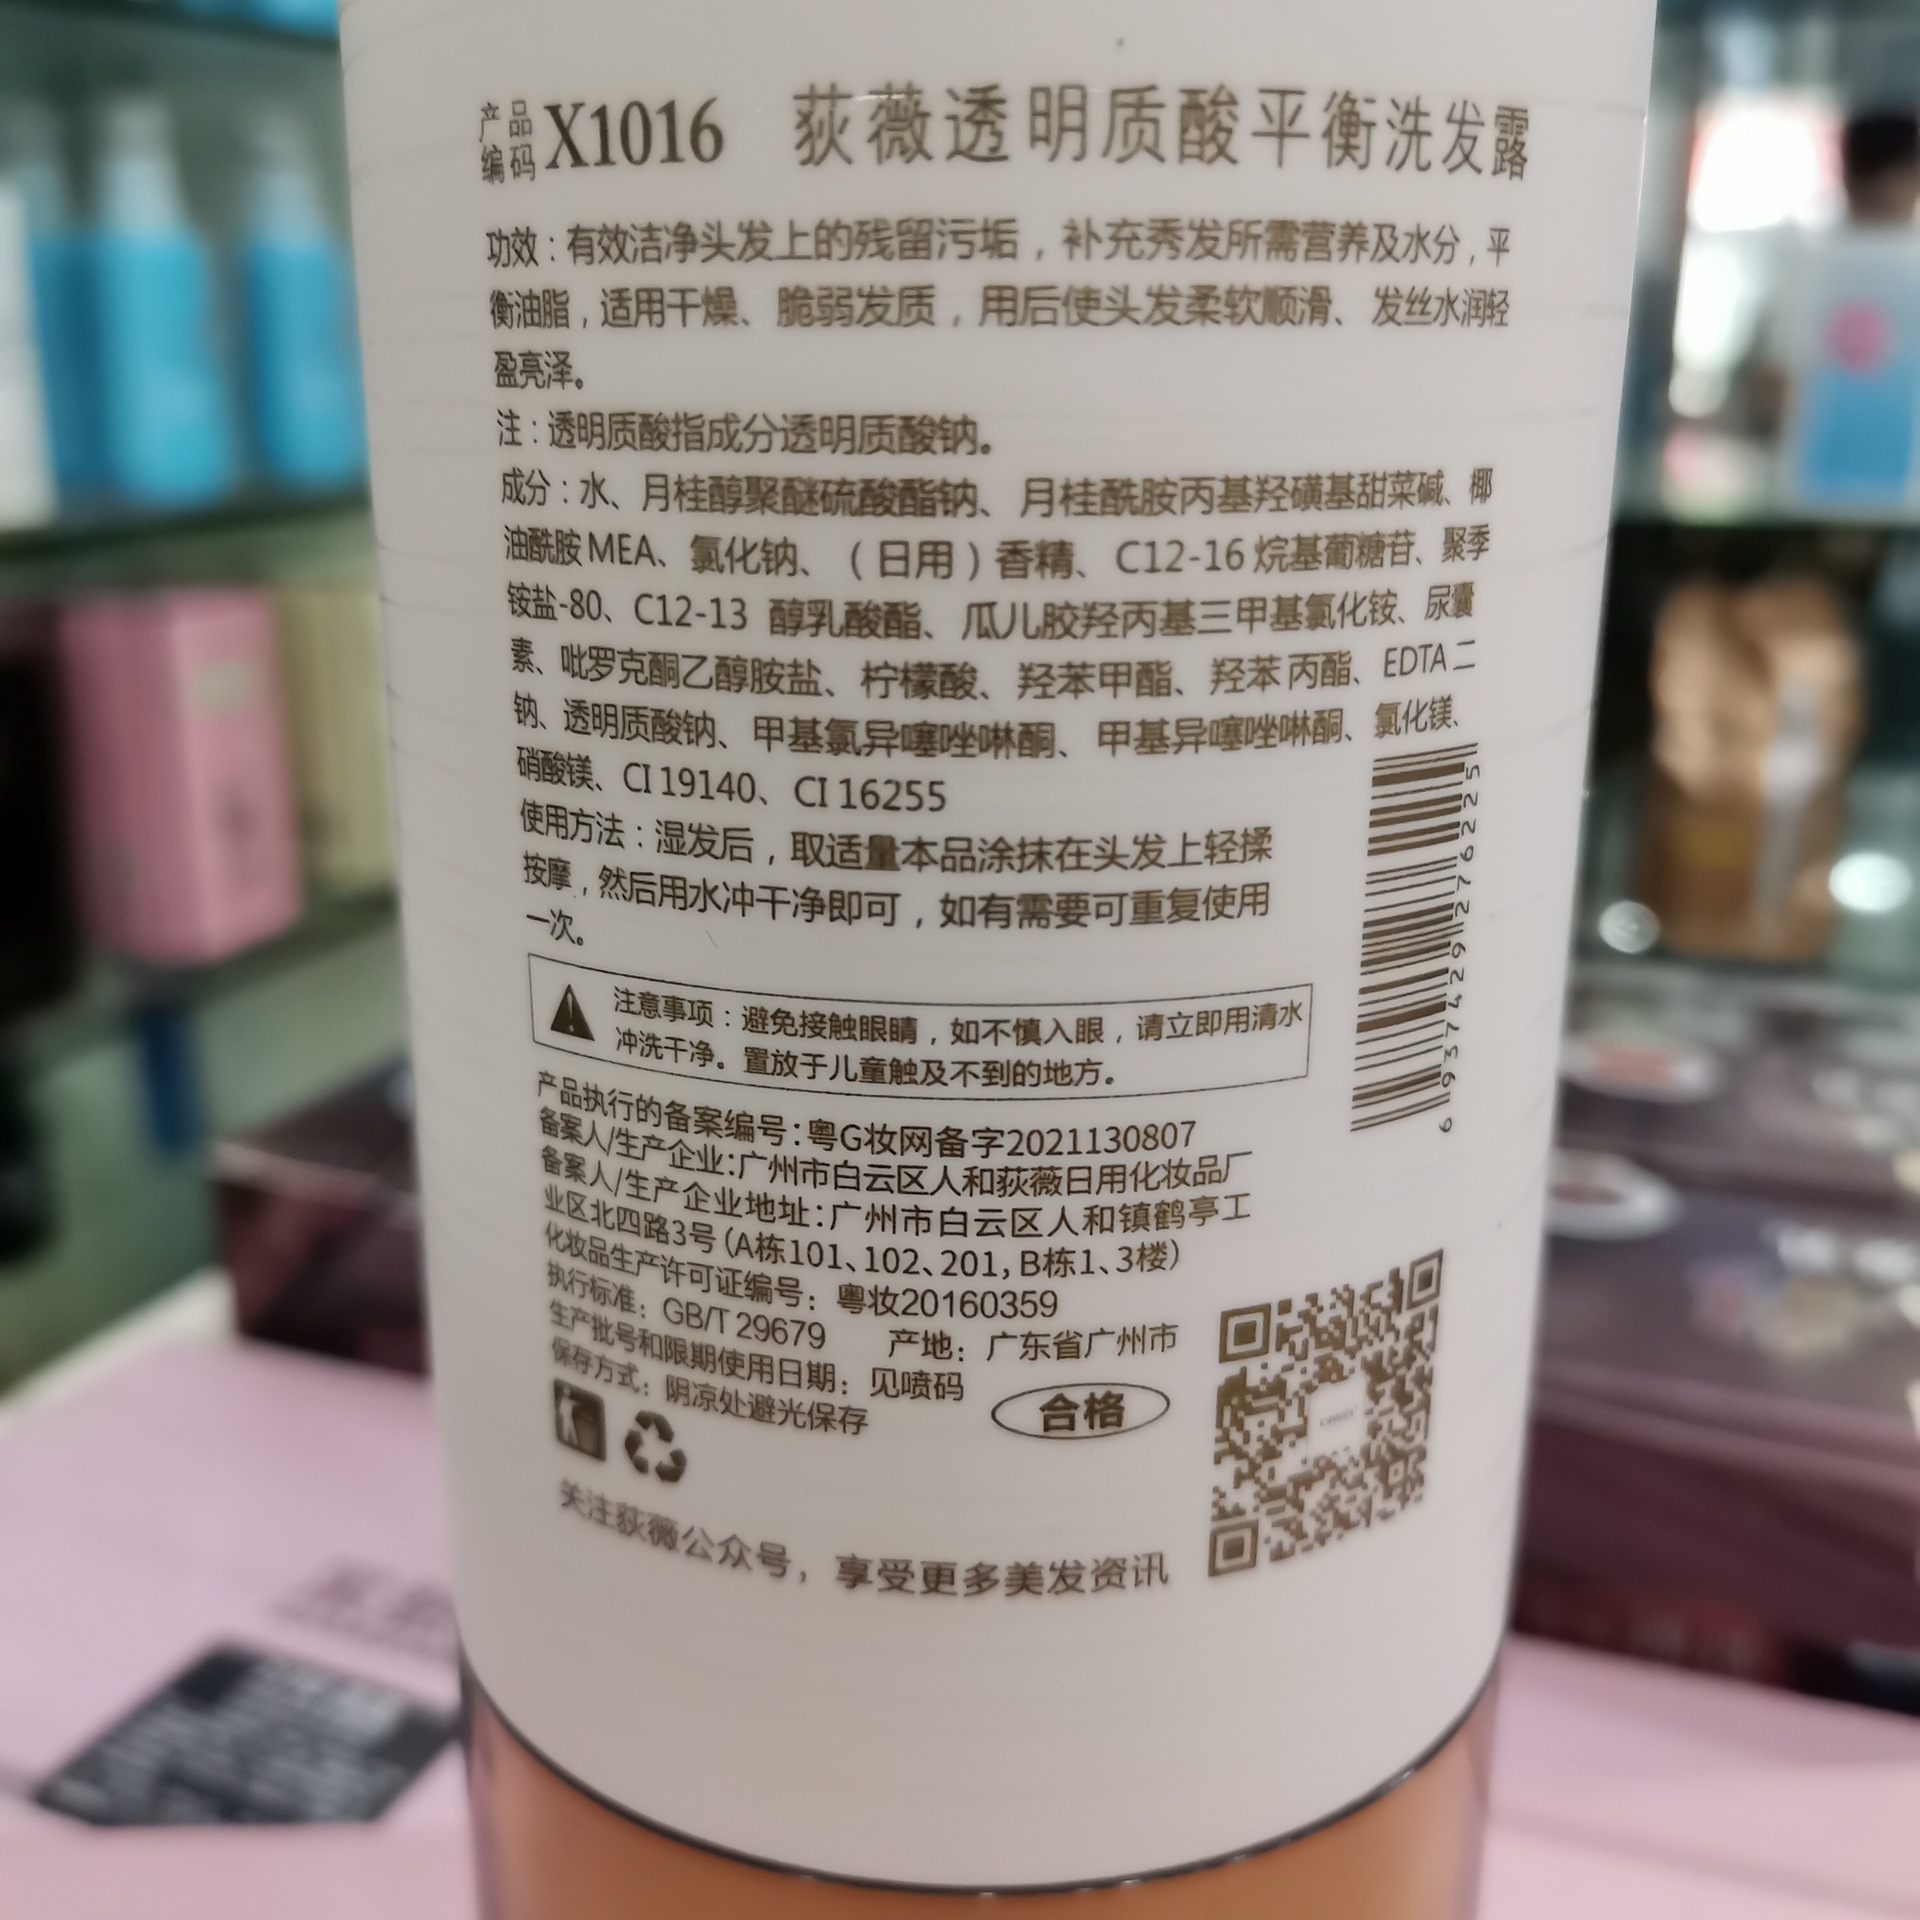 产品编码 X1016 荻薇透明质酸平衡洗发露
功效：有效洁净头发上的残留污垢，补充秀发所需营养及水分，平
衡油脂，适用干燥、脆弱发质，用后使头发柔软顺滑、发丝水润轻
盈亮泽。
注：透明质酸指成分透明质酸钠。
成分：水、月桂醇聚醚硫酸酯钠、月桂酰胺丙基羟磺基甜菜碱、椰
油酰胺MEA、氯化钠、（日用）香精、C12-16 烷基葡糖苷、聚季
铵盐-80、C12-13 醇乳酸酯、瓜儿胶羟丙基三甲基氯化铵、尿囊
素、吡罗克酮乙醇胺盐、柠檬酸、羟苯甲酯、羟苯丙酯、EDTA 二
钠、透明质酸钠、甲基氯异噻唑啉酮、甲基异噻唑啉酮、氯化镁、
硝酸镁、CI 19140、CI 16255
使用方法：湿发后，取适量本品涂抹在头发上轻揉
按摩，然后用水冲干净即可，如有需要可重复使用
一次。
6937429276225
注意事项：避免接触眼睛，如不慎入眼，请立即用清水
冲洗干净。置放于儿童触及不到的地方。
产品执行的备案编号：粤G妆网备字2021130807
备案人/生产企业：广州市白云区人和荻薇日用化妆品厂
备案人/生产企业地址：广州市白云区人和镇鹤亭工
业区北四路3号（A栋101、102、201，B栋1、3楼）
化妆品生产许可证编号：粤妆20160359
执行标准：GB/T 29679 产地：广东省广州市
生产批号和限期使用日期：见喷码
保存方式：阴凉处避光保存
合格
关注荻薇公众号，享受更多美发资讯